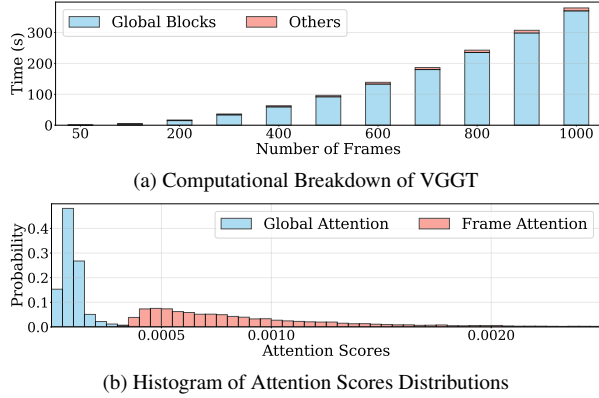 Global Blocks Others
Time (s)
300
200
100
0
50 200 400 600 800 1000
Number of Frames
(a) Computational Breakdown of VGGT
Global Attention Frame Attention
Probability
0.4
0.3
0.2
0.1
0.0
0.0005 0.0010 0.0020
Attention Scores
(b) Histogram of Attention Scores Distributions